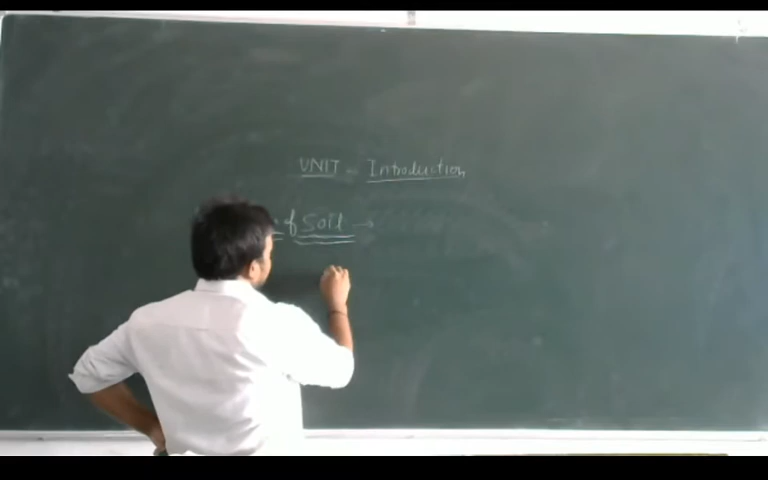 UNIT - Introduction
of Soil →